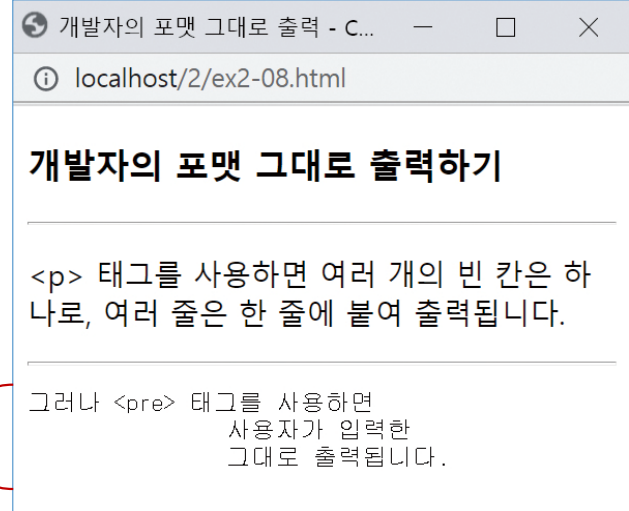 개발자의 포맷 그대로 출력 - C...
localhost/2/ex2-08.html
개발자의 포맷 그대로 출력하기
<p> 태그를 사용하면 여러 개의 빈 칸은 하
나로, 여러 줄은 한 줄에 붙여 출력됩니다.
그러나 <pre> 태그를 사용하면
사용자가 입력한
그대로 출력됩니다.